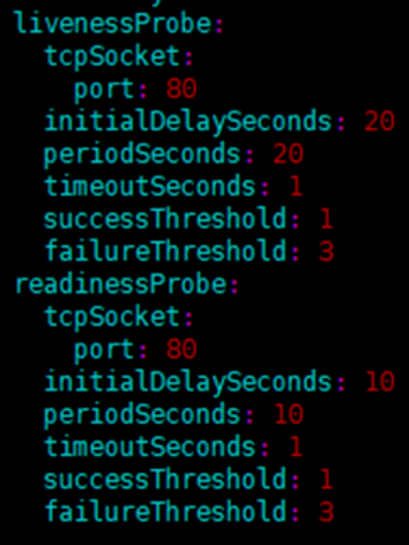 livenessProbe:
  tcpSocket:
    port: 80
  initialDelaySeconds: 20
  periodSeconds: 20
  timeoutSeconds: 1
  successThreshold: 1
  failureThreshold: 3
readinessProbe:
  tcpSocket:
    port: 80
  initialDelaySeconds: 10
  periodSeconds: 10
  timeoutSeconds: 1
  successThreshold: 1
  failureThreshold: 3